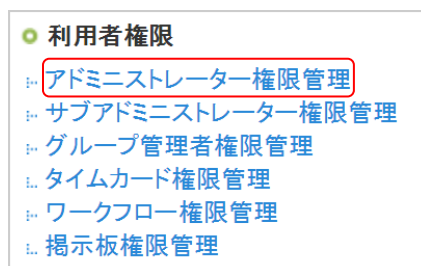 利用者権限
アドミニストレーター権限管理
サブアドミニストレーター権限管理
グループ管理者権限管理
タイムカード権限管理
ワークフロー権限管理
掲示板権限管理